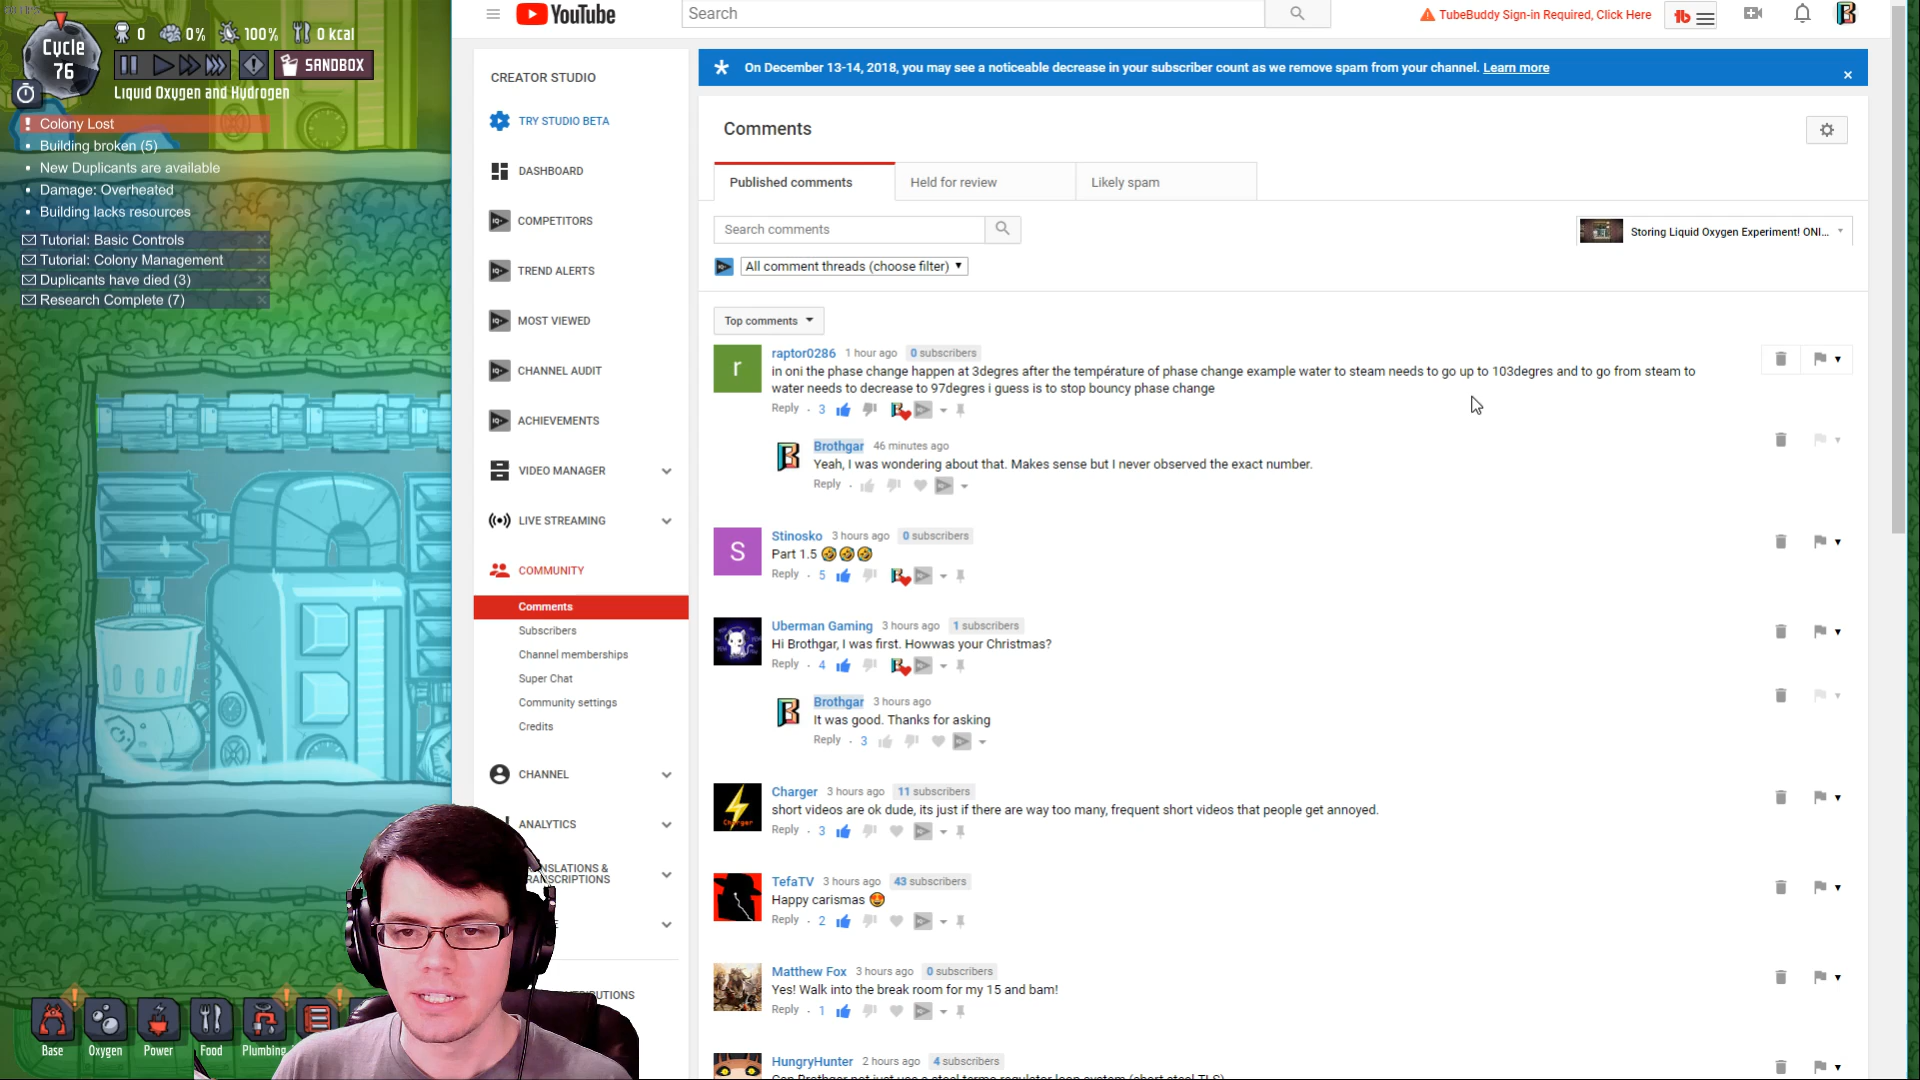 Cycle
76
0 0% 100% 0 kcal
SANDBOX
Liquid Oxygen and Hydrogen
! Colony Lost
• Building broken (5)
• New Duplicants are available
• Damage: Overheated
• Building lacks resources
Tutorial: Basic Controls
Tutorial: Colony Management
Duplicants have died (3)
Research Complete (7)
Base
Oxygen
Power
Food
Plumbing
YouTube
Search
TubeBuddy Sign-in Required, Click Here
CREATOR STUDIO
TRY STUDIO BETA
DASHBOARD
COMPETITORS
TREND ALERTS
MOST VIEWED
CHANNEL AUDIT
ACHIEVEMENTS
VIDEO MANAGER
LIVE STREAMING
COMMUNITY
Comments
Subscribers
Channel memberships
Super Chat
Community settings
Credits
CHANNEL
ANALYTICS
NSLATIONS &
On December 13-14, 2018, you may see a noticeable decrease in your subscriber count as we remove spam from your channel. Learn more
Comments
Published comments
Held for review
Likely spam
Search comments
Storing Liquid Oxygen Experiment! ONI...
All comment threads (choose filter)
Top comments
r
raptor0286 1 hour ago 0 subscribers
in oni the phase change happen at 3degres after the température of phase change example water to steam needs to go up to 103degres and to go from steam to
water needs to decrease to 97degres i guess is to stop bouncy phase change
Reply · 3
Brothgar 46 minutes ago
Yeah, I was wondering about that. Makes sense but I never observed the exact number.
Reply ·
S
Stinosko 3 hours ago 0 subscribers
Part 1.5 🤣🤣🤣
Reply · 5
Uberman Gaming 3 hours ago 1 subscribers
Hi Brothgar, I was first. Howwas your Christmas?
Reply · 4
Brothgar 3 hours ago
It was good. Thanks for asking
Reply · 3
Charger 3 hours ago 11 subscribers
short videos are ok dude, its just if there are way too many, frequent short videos that people get annoyed.
Reply · 3
TefaTV 3 hours ago 43 subscribers
Happy carismas 😍
Reply · 2
Matthew Fox 3 hours ago 0 subscribers
Yes! Walk into the break room for my 15 and bam!
Reply · 1
HungryHunter 2 hours ago 4 subscribers